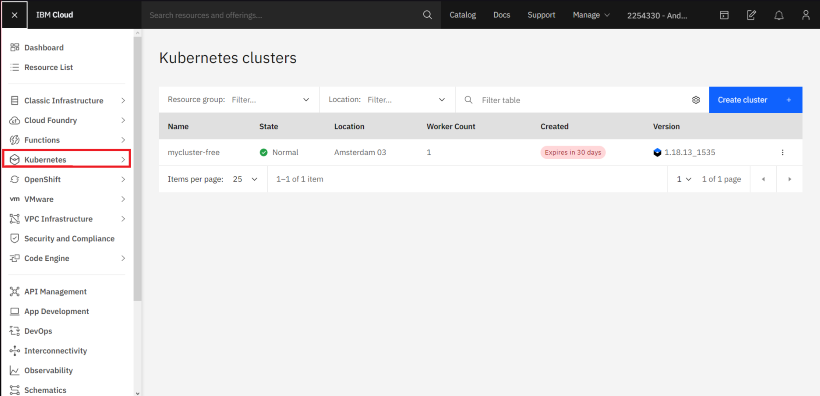 IBM Cloud
Search resources and offerings...
Catalog
Docs
Support
Manage
2254330 - And...
Dashboard
Resource List
Classic Infrastructure
Cloud Foundry
Functions
Kubernetes
OpenShift
vm VMware
VPC Infrastructure
Security and Compliance
Code Engine
API Management
App Development
DevOps
Interconnectivity
Observability
Schematics
Kubernetes clusters
Resource group: Filter...
Location: Filter...
Filter table
Create cluster +
Name State Location Worker Count Created Version
mycluster-free Normal Amsterdam 03 1 Expires in 30 days 1.18.13_1535
Items per page: 25 1–1 of 1 item 1 1 of 1 page